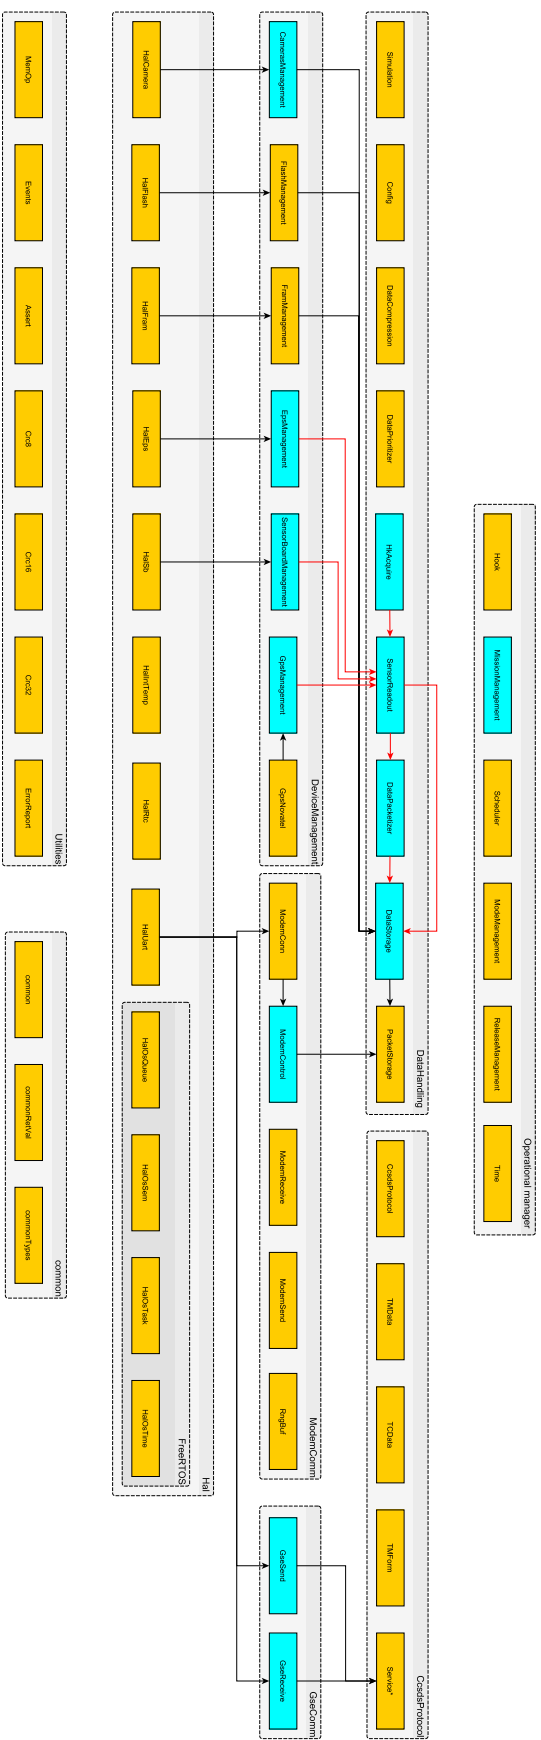 Operational manager
Hook
MissionManagement
Scheduler
ModeManagement
ReleaseManagement
Time
DataHandling
Simulation
Config
DataCompression
DataPrioritizer
HkAcquire
SensorReadout
DataPacketizer
DataStorage
PacketStorage
CcsdsProtocol
CcsdsProtocol
TMData
TCData
TMForm
Service*
DeviceManagement
CamerasManagement
FlashManagement
FramManagement
EpsManagement
SensorBoardManagement
GpsManagement
GpsNovatel
ModemComm
ModemConn
ModemControl
ModemReceive
ModemSend
RingBuf
GseComm
GseSend
GseReceive
Hal
HalCamera
HalFlash
HalFram
HalEps
HalSb
HalIntTemp
HalRtc
HalUart
FreeRTOS
HalOsQueue
HalOsSem
HalOsTask
HalOsTime
Utilities
MemOp
Events
Assert
Crc8
Crc16
Crc32
ErrorReport
common
common
commonRetVal
commonTypes